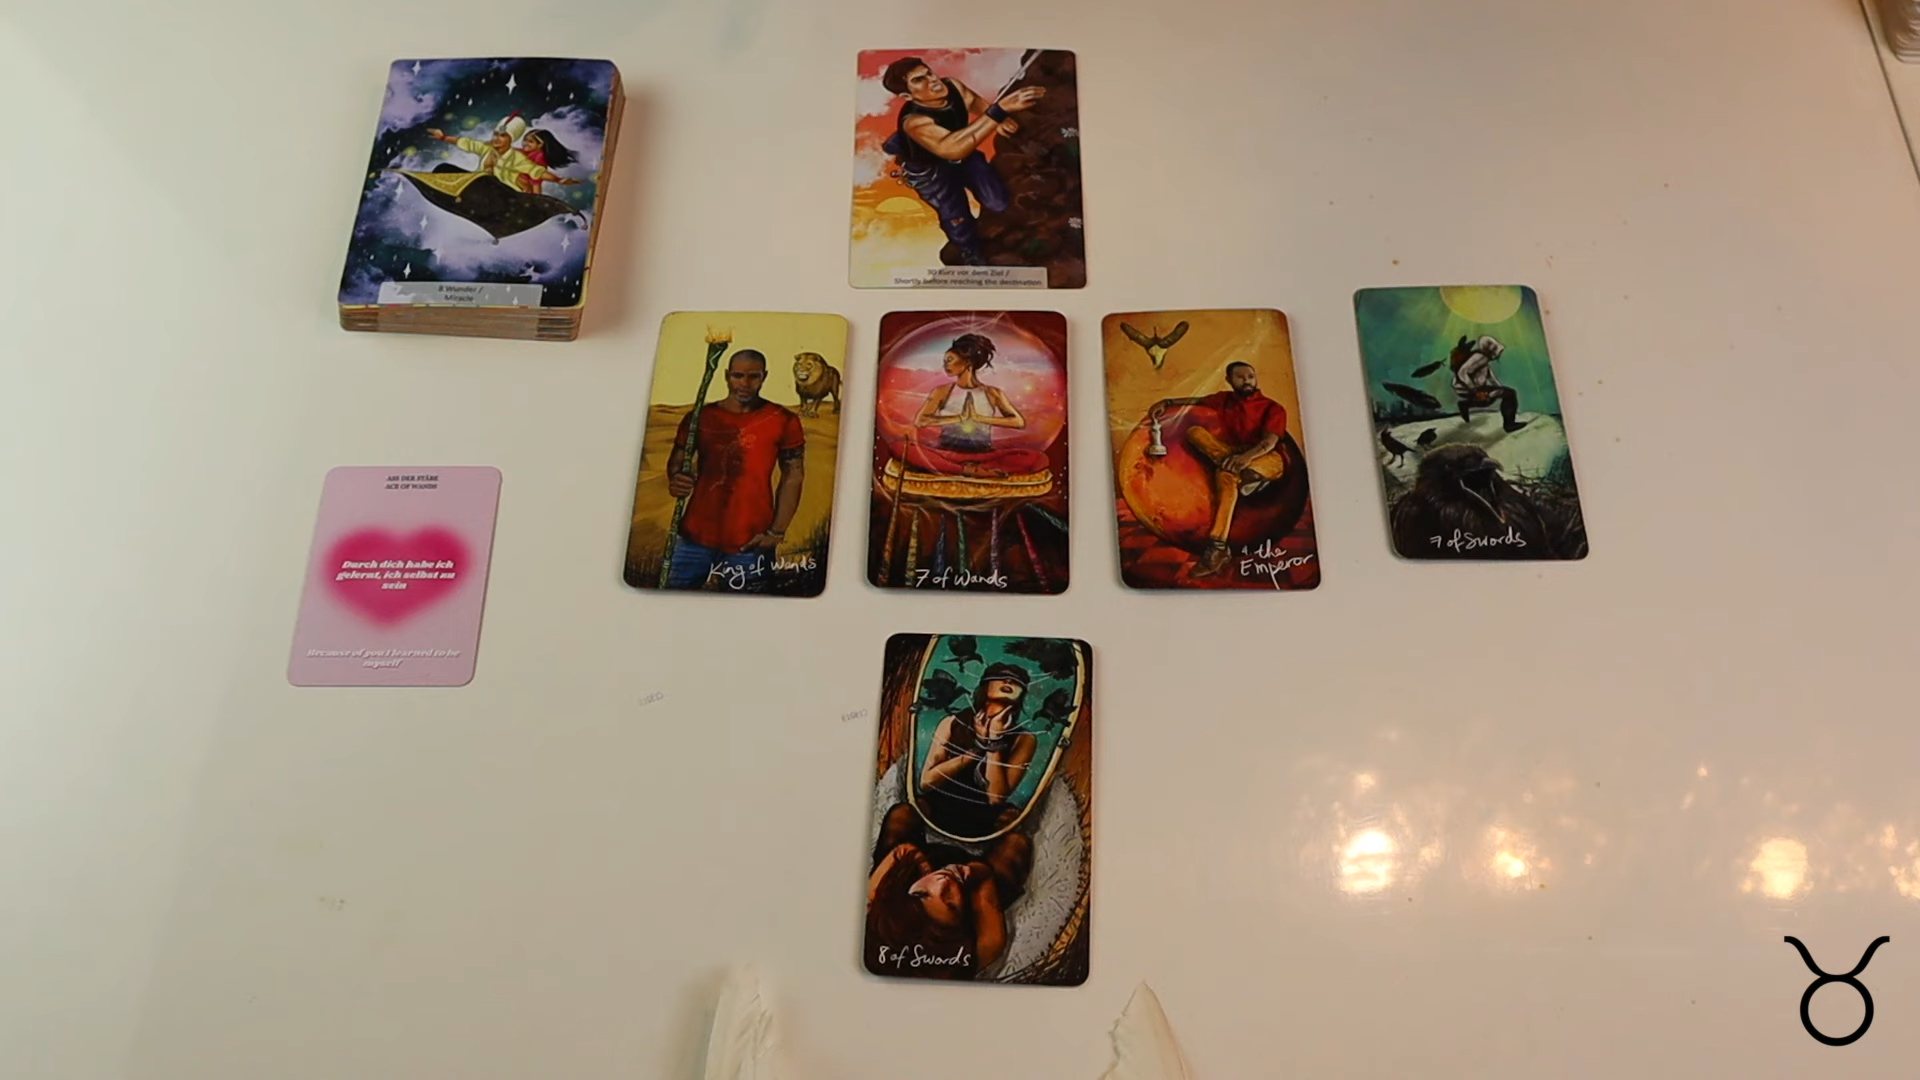 8 Wunder /
Miracle
30 Kurz vor dem Ziel /
Shortly before reaching the destination
King of Wands
7 of Wands
4. the
Emperor
7 of Swords
ASS DER STÄBE
ACE OF WANDS
Durch dich habe ich
gelernt, ich selbst zu
sein
Because of you I learned to be
myself
8 of Swords